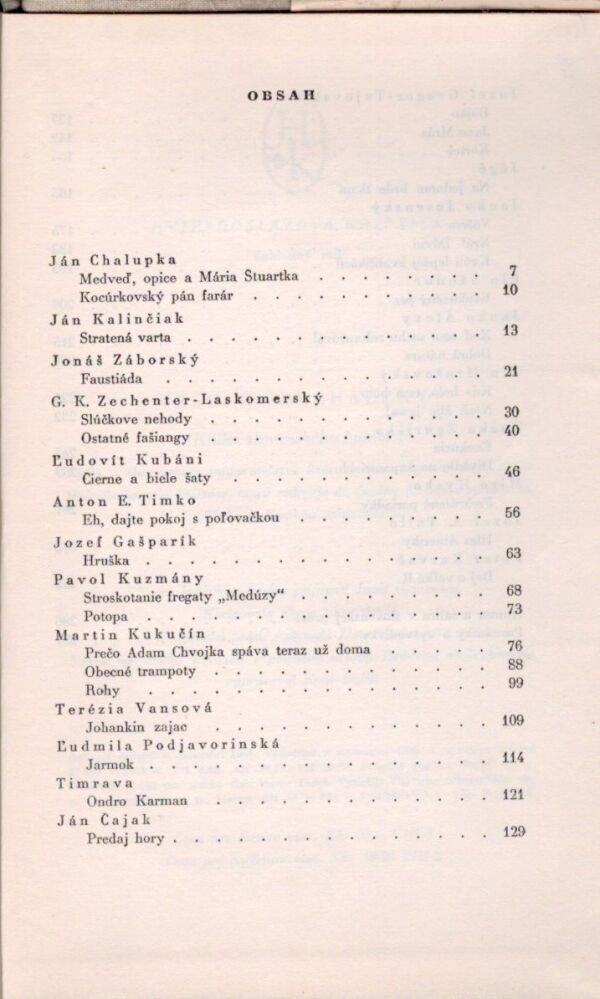 OBSAH
Ján Chalupka
Medveď, opice a Mária Stuartka . . . . . . . 7
Kocúrkovský pán farár . . . . . . . . . . 10
Ján Kalinčiak
Stratená varta . . . . . . . . . . . . . 13
Jonáš Záborský
Faustiáda . . . . . . . . . . . . . . 21
G. K. Zechenter-Laskomerský
Slúčkove nehody . . . . . . . . . . . . 30
Ostatné fašiangy . . . . . . . . . . . . 40
Ľudovít Kubáni
Čierne a biele šaty . . . . . . . . . . . 46
Anton E. Timko
Eh, dajte pokoj s poľovačkou . . . . . . . . 56
Jozef Gašparík
Hruška . . . . . . . . . . . . . . . 63
Pavol Kuzmány
Stroskotanie fregaty „Medúzy“ . . . . . . . . 68
Potopa . . . . . . . . . . . . . . . 73
Martin Kukučín
Prečo Adam Chvojka spáva teraz už doma . . . . . 76
Obecné trampoty . . . . . . . . . . . . 88
Rohy . . . . . . . . . . . . . . . 99
Terézia Vansová
Johankin zajac . . . . . . . . . . . . 109
Ľudmila Podjavorinská
Jarmok . . . . . . . . . . . . . . . 114
Timrava
Ondro Karman . . . . . . . . . . . . 121
Ján Čajak
Predaj hory . . . . . . . . . . . . . . 129